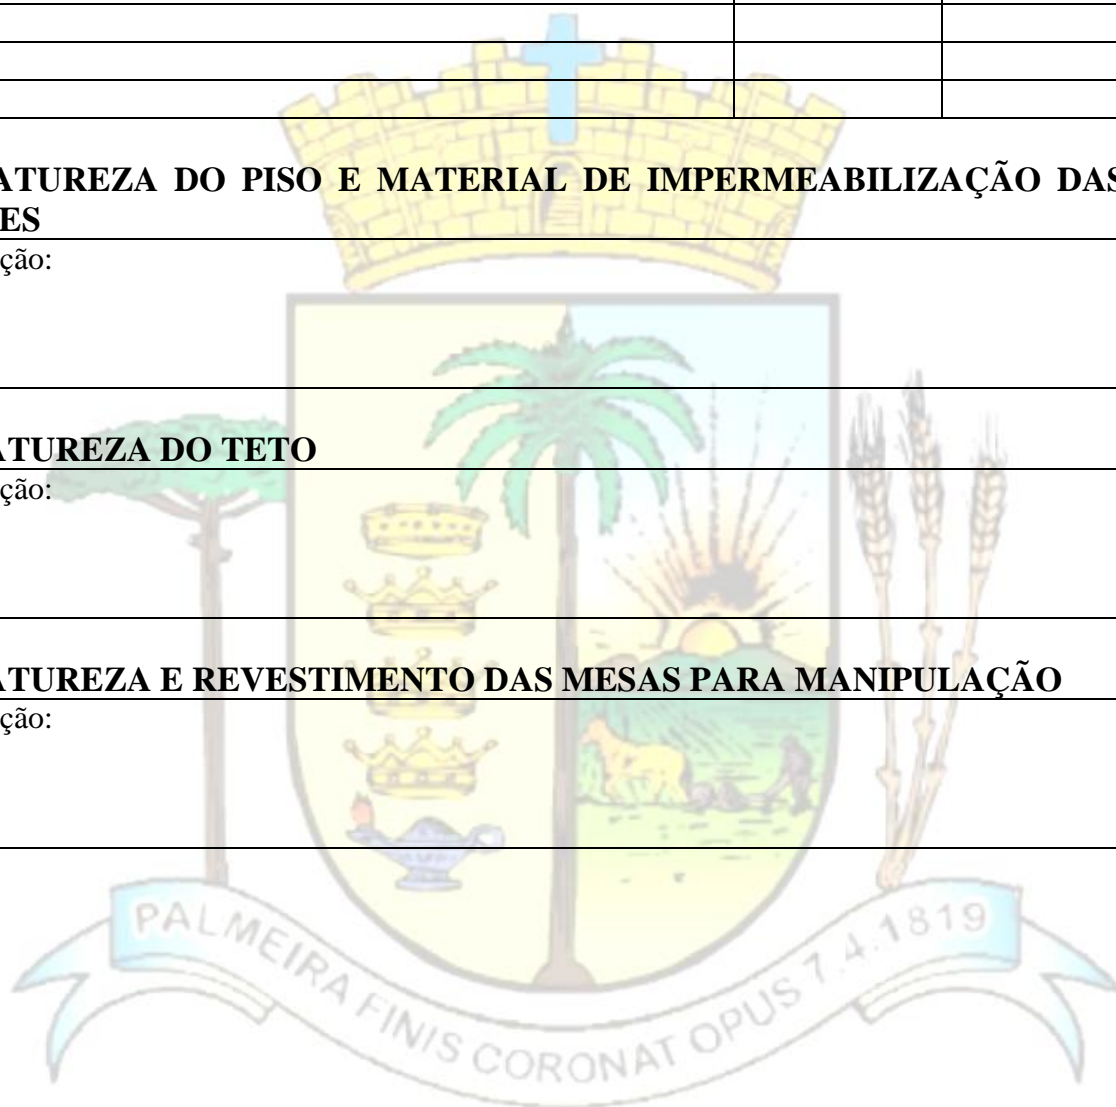 ATUREZA DO PISO E MATERIAL DE IMPERMEABILIZAÇÃO DAS
ES
ção:
ATUREZA DO TETO
ção:
ATUREZA E REVESTIMENTO DAS MESAS PARA MANIPULAÇÃO
ção:
PALMEIRA FINIS CORONAT OPUS 7.4.1819